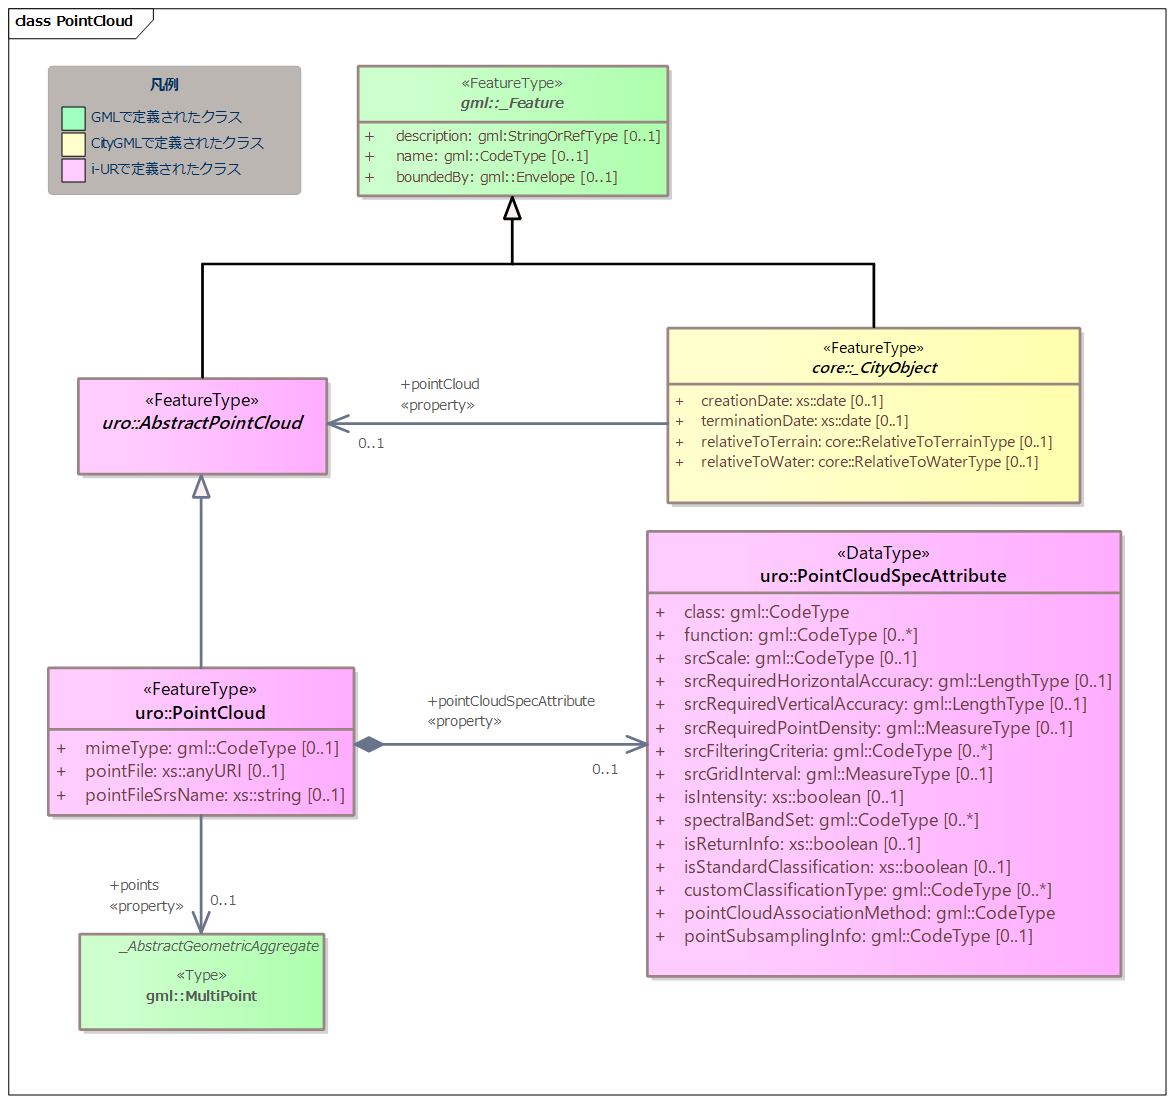 class PointCloud
凡例
GMLで定義されたクラス
CityGMLで定義されたクラス
i-URで定義されたクラス
«FeatureType»
gml::_Feature
+ description: gml:StringOrRefType [0..1]
+ name: gml::CodeType [0..1]
+ boundedBy: gml::Envelope [0..1]
«FeatureType»
core::_CityObject
+ creationDate: xs::date [0..1]
+ terminationDate: xs::date [0..1]
+ relativeToTerrain: core::RelativeToTerrainType [0..1]
+ relativeToWater: core::RelativeToWaterType [0..1]
+pointCloud
«property»
0..1
«FeatureType»
uro::AbstractPointCloud
«DataType»
uro::PointCloudSpecAttribute
+ class: gml::CodeType
+ function: gml::CodeType [0..*]
+ srcScale: gml::CodeType [0..1]
+ srcRequiredHorizontalAccuracy: gml::LengthType [0..1]
+ srcRequiredVerticalAccuracy: gml::LengthType [0..1]
+ srcRequiredPointDensity: gml::MeasureType [0..1]
+ srcFilteringCriteria: gml::CodeType [0..*]
+ srcGridInterval: gml::MeasureType [0..1]
+ isIntensity: xs::boolean [0..1]
+ spectralBandSet: gml::CodeType [0..*]
+ isReturnInfo: xs::boolean [0..1]
+ isStandardClassification: xs::boolean [0..1]
+ customClassificationType: gml::CodeType [0..*]
+ pointCloudAssociationMethod: gml::CodeType
+ pointSubsamplingInfo: gml::CodeType [0..1]
«FeatureType»
uro::PointCloud
+ mimeType: gml::CodeType [0..1]
+ pointFile: xs::anyURI [0..1]
+ pointFileSrsName: xs::string [0..1]
+pointCloudSpecAttribute
«property»
0..1
+points
«property»
0..1
_AbstractGeometricAggregate
«Type»
gml::MultiPoint